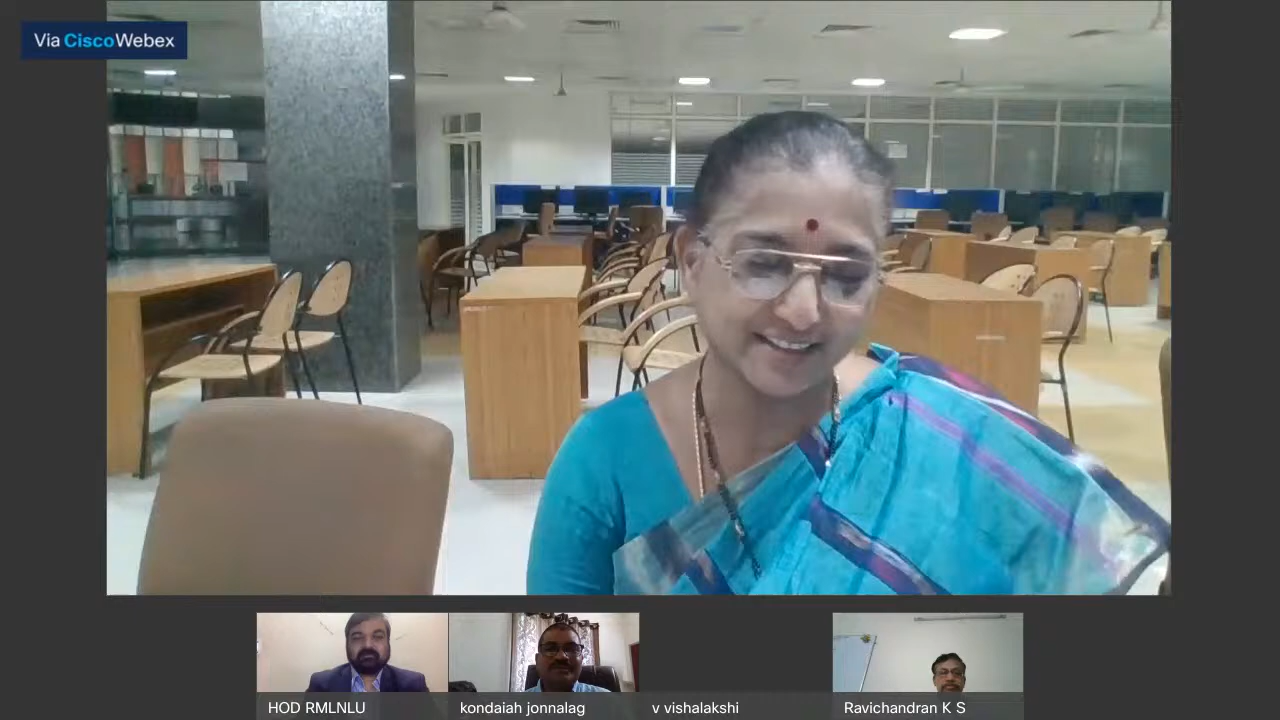 Via CiscoWebex
HOD RMLNLU
kondaiah jonnalag
v vishalakshi
Ravichandran K S